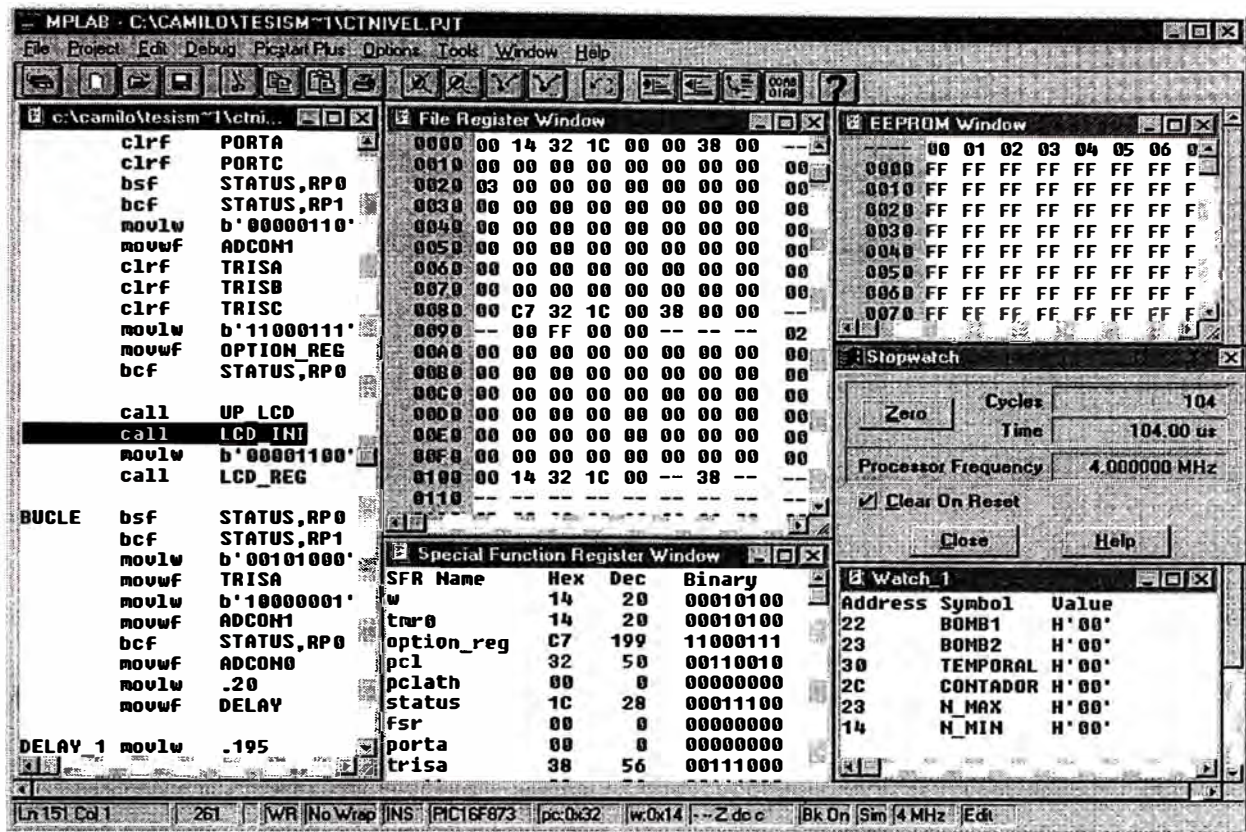 MPLAB - C:\CAMILO\TESISM~1\CTNIVEL.PJT
File Project Edit Debug Picstart Plus Options Tools Window Help
c:\camilo\tesism~1\ctni...
clrf PORTA
clrf PORTC
bsf STATUS,RP0
bcf STATUS,RP1
movlw b'00000110'
movwf ADCON1
clrf TRISA
clrf TRISB
clrf TRISC
movlw b'11000111'
movwf OPTION_REG
bcf STATUS,RP0
call UP_LCD
call LCD_INI
movlw b'00001100'
call LCD_REG
BUCLE bsf STATUS,RP0
bcf STATUS,RP1
movlw b'00101000'
movwf TRISA
movlw b'10000001'
movwf ADCON1
bcf STATUS,RP0
movwf ADCON0
movlw .20
movwf DELAY
DELAY_1 movlw .195
File Register Window
0000 00 14 32 1C 00 00 38 00 --
0010 00 00 00 00 00 00 00 00 00
0020 03 00 00 00 00 00 00 00 00
0030 00 00 00 00 00 00 00 00 00
0040 00 00 00 00 00 00 00 00 00
0050 00 00 00 00 00 00 00 00 00
0060 00 00 00 00 00 00 00 00 00
0070 00 00 00 00 00 00 00 00 00
0080 00 C7 32 1C 00 38 00 00 --
0090 -- 00 FF 00 00 -- -- -- 02
00A0 00 00 00 00 00 00 00 00 00
00B0 00 00 00 00 00 00 00 00 00
00C0 00 00 00 00 00 00 00 00 00
00D0 00 00 00 00 00 00 00 00 00
00E0 00 00 00 00 00 00 00 00 00
00F0 00 00 00 00 00 00 00 00 00
0100 00 14 32 1C 00 -- 38 -- --
0110 -- -- -- -- -- -- -- -- --
Special Function Register Window
SFR Name Hex Dec Binary
w 14 20 00010100
tmr0 14 20 00010100
option_reg C7 199 11000111
pcl 32 50 00110010
pclath 00 0 00000000
status 1C 28 00011100
fsr 00 0 00000000
porta 00 0 00000000
trisa 38 56 00111000
EEPROM Window
---- 00 01 02 03 04 05 06 0
0000 FF FF FF FF FF FF FF F
0010 FF FF FF FF FF FF FF F
0020 FF FF FF FF FF FF FF F
0030 FF FF FF FF FF FF FF F
0040 FF FF FF FF FF FF FF F
0050 FF FF FF FF FF FF FF F
0060 FF FF FF FF FF FF FF F
0070 FF FF FF FF FF FF FF F
Stopwatch
Zero Cycles 104
Time 104.00 us
Processor Frequency 4.000000 MHz
Clear On Reset
Close Help
Watch_1
Address Symbol Value
22 BOMB1 H'00'
23 BOMB2 H'00'
30 TEMPORAL H'00'
2C CONTADOR H'00'
23 N_MAX H'00'
14 N_MIN H'00'
Ln 151 Col 1 261 WR No Wrap INS PIC16F873 pc:0x32 w:0x14 --Z dc c Bk On Sim 4 MHz Edit